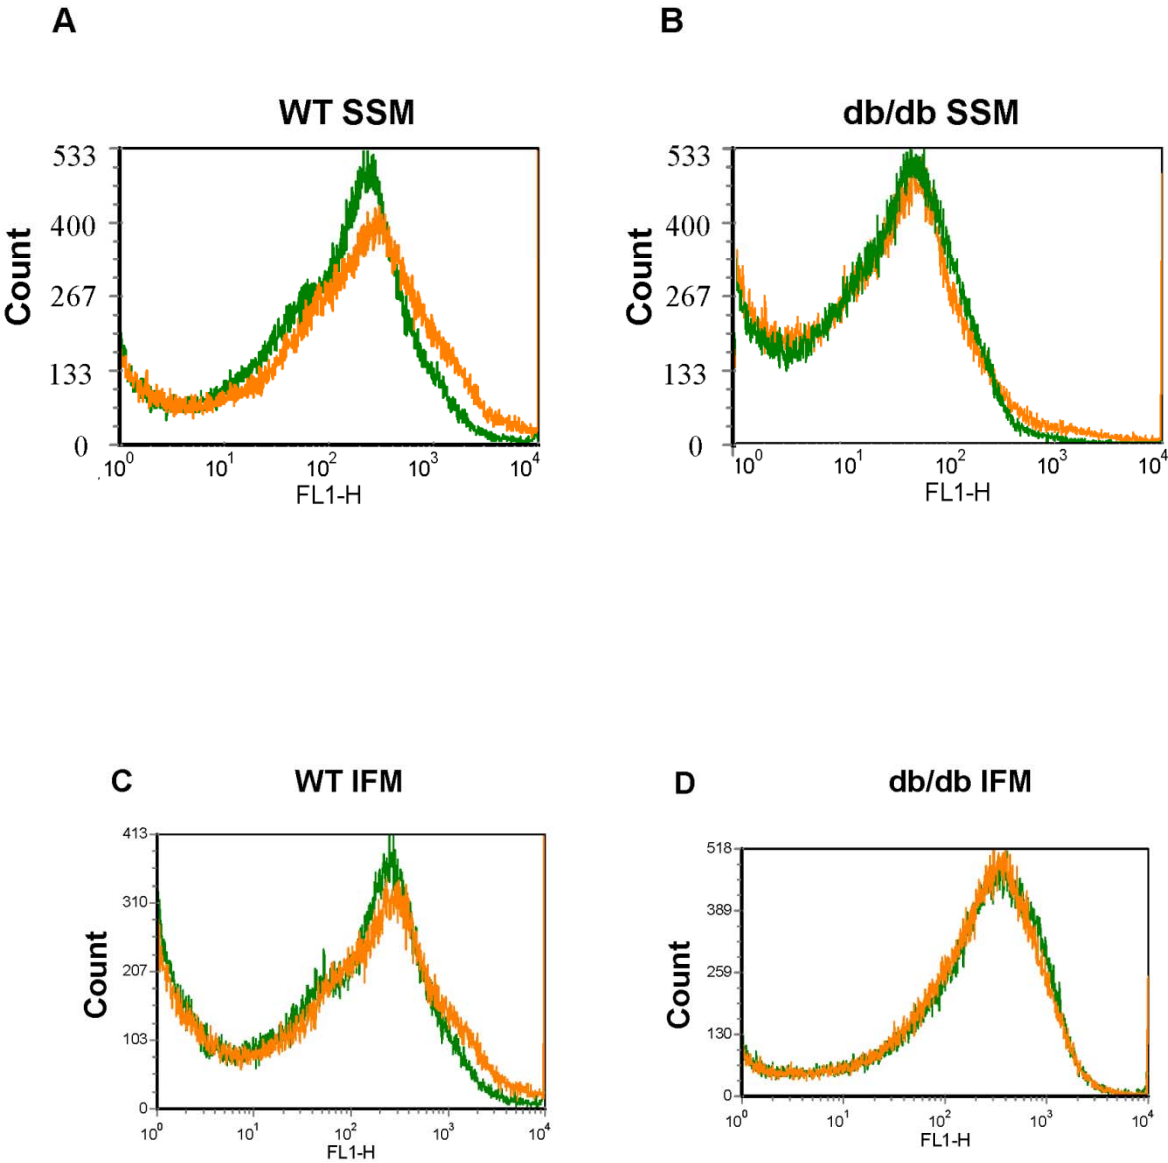 A
B
WT SSM
db/db SSM
533
400
267
133
0
Count
10^0 10^1 10^2 10^3 10^4
FL1-H
533
400
267
133
0
Count
10^0 10^1 10^2 10^3 10^4
FL1-H
C
WT IFM
D
db/db IFM
413
310
207
103
0
Count
10^0 10^1 10^2 10^3 10^4
FL1-H
518
389
259
130
0
Count
10^0 10^1 10^2 10^3 10^4
FL1-H